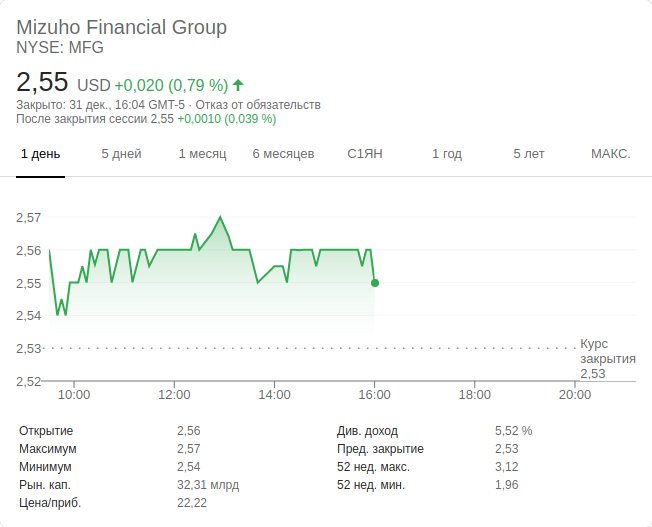 Mizuho Financial Group
NYSE: MFG
2,55 USD +0,020 (0,79 %)
Закрыто: 31 дек., 16:04 GMT-5 · Отказ от обязательств
После закрытия сессии 2,55 +0,0010 (0,039 %)
1 день 5 дней 1 месяц 6 месяцев С1ЯН 1 год 5 лет МАКС.
2,57
2,56
2,55
2,54
2,53
Курс
закрытия
2,53
2,52
10:00 12:00 14:00 16:00 18:00 20:00
Открытие 2,56 Див. доход 5,52 %
Максимум 2,57 Пред. закрытие 2,53
Минимум 2,54 52 нед. макс. 3,12
Рын. кап. 32,31 млрд 52 нед. мин. 1,96
Цена/приб. 22,22